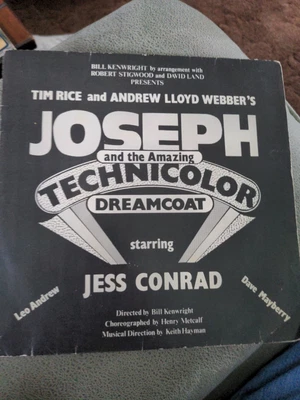 BILL KENWRIGHT by arrangement with
ROBERT STIGWOOD and DAVID LAND
PRESENTS
TIM RICE and ANDREW LLOYD WEBBER'S
JOSEPH
and the Amazing
TECHNICOLOR
DREAMCOAT
starring
JESS CONRAD
Leo Andrew
Dave Mayberry
Directed by Bill Kenwright
Choreographed by Henry Metcalf
Musical Direction by Keith Hayman